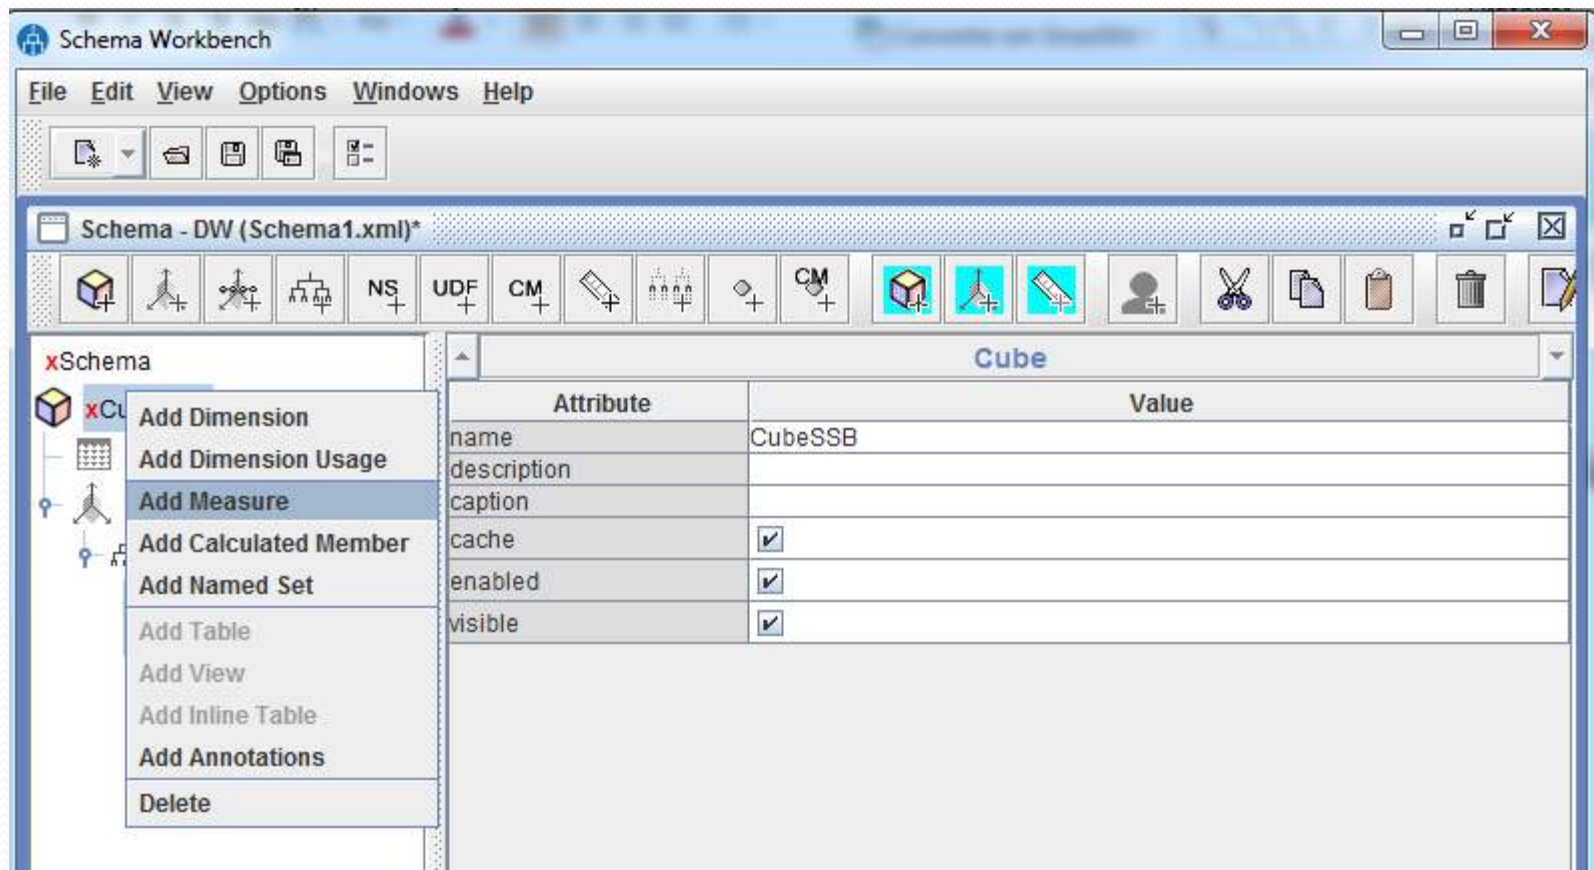 Schema Workbench
File Edit View Options Windows Help
Schema - DW (Schema1.xml)*
NS UDF CM CM
xSchema
Cube
xCu
Attribute Value
name CubeSSB
description
caption
cache
enabled
visible
Add Dimension
Add Dimension Usage
Add Measure
Add Calculated Member
Add Named Set
Add Table
Add View
Add Inline Table
Add Annotations
Delete